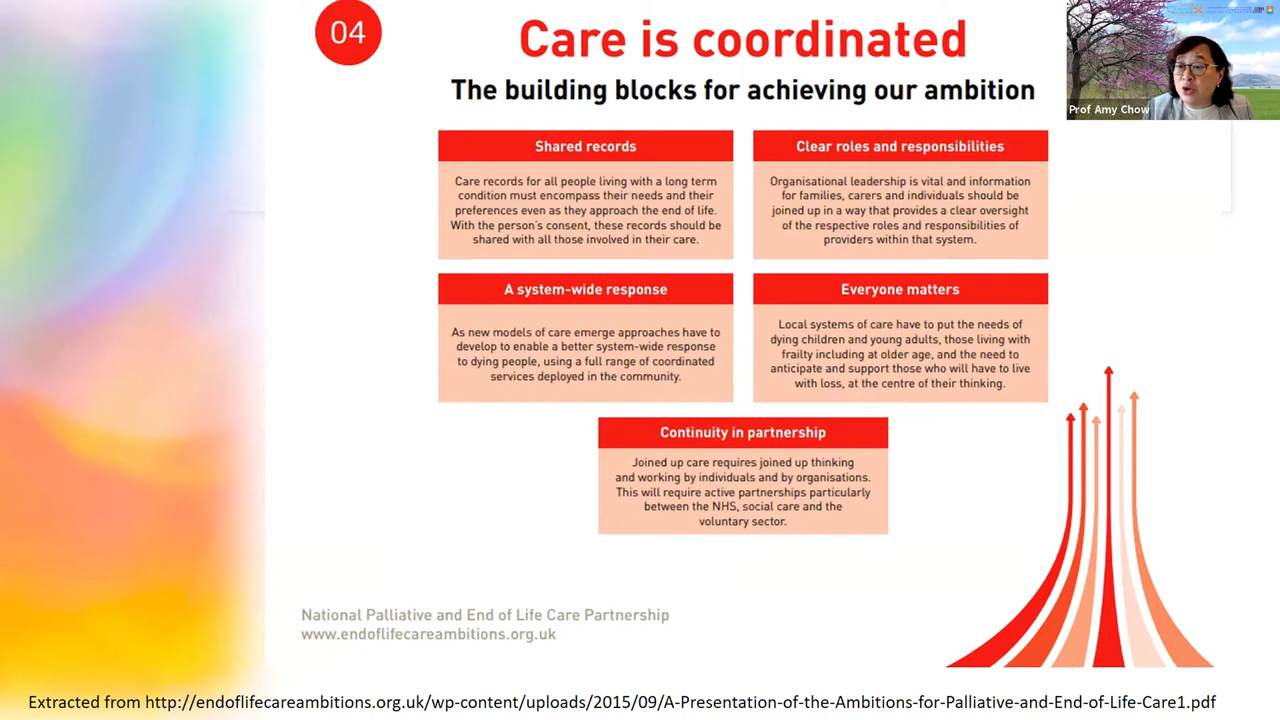 04
Care is coordinated
The building blocks for achieving our ambition
Prof Amy Chow
Shared records
Care records for all people living with a long term
condition must encompass their needs and their
preferences even as they approach the end of life.
With the person's consent, these records should be
shared with all those involved in their care.
Clear roles and responsibilities
Organisational leadership is vital and information
for families, carers and individuals should be
joined up in a way that provides a clear oversight
of the respective roles and responsibilities of
providers within that system.
A system-wide response
As new models of care emerge approaches have to
develop to enable a better system-wide response
to dying people, using a full range of coordinated
services deployed in the community.
Everyone matters
Local systems of care have to put the needs of
dying children and young adults, those living with
frailty including at older age, and the need to
anticipate and support those who will have to live
with loss, at the centre of their thinking.
Continuity in partnership
Joined up care requires joined up thinking
and working by individuals and by organisations.
This will require active partnerships particularly
between the NHS, social care and the
voluntary sector.
National Palliative and End of Life Care Partnership
www.endoflifecareambitions.org.uk
Extracted from http://endoflifecareambitions.org.uk/wp-content/uploads/2015/09/A-Presentation-of-the-Ambitions-for-Palliative-and-End-of-Life-Care1.pdf